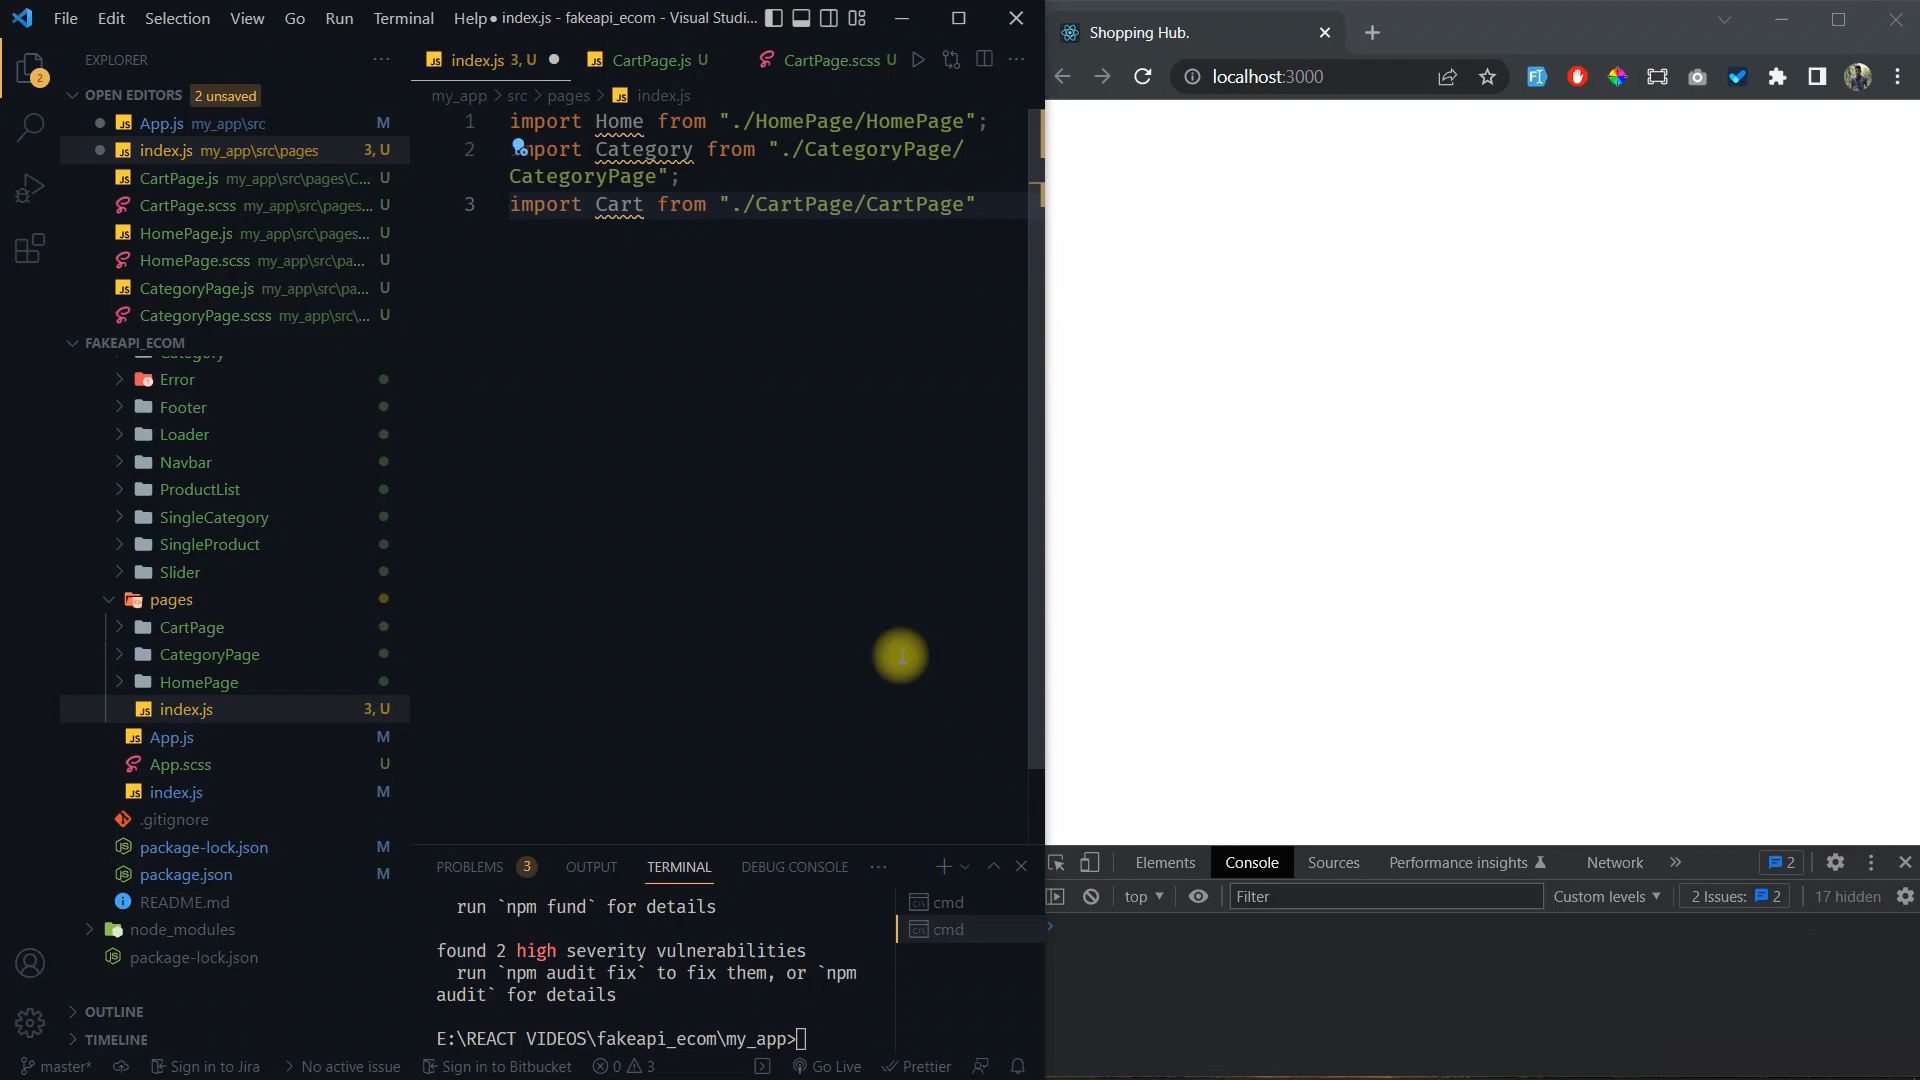 File Edit Selection View Go Run Terminal Help
● index.js - fakeapi_ecom - Visual Studi...
EXPLORER
OPEN EDITORS 2 unsaved
App.js my_app\src M
index.js my_app\src\pages 3, U
CartPage.js my_app\src\pages\C... U
CartPage.scss my_app\src\pages... U
HomePage.js my_app\src\pages... U
HomePage.scss my_app\src\pa... U
CategoryPage.js my_app\src\pa... U
CategoryPage.scss my_app\src\... U
FAKEAPI_ECOM
Category
Error
Footer
Loader
Navbar
ProductList
SingleCategory
SingleProduct
Slider
pages
CartPage
CategoryPage
HomePage
index.js 3, U
App.js M
App.scss U
index.js M
.gitignore
package-lock.json M
package.json M
README.md
node_modules
package-lock.json
OUTLINE
TIMELINE
index.js 3, U ● CartPage.js U CartPage.scss U
my_app > src > pages > index.js
1 import Home from "./HomePage/HomePage";
2 import Category from "./CategoryPage/
CategoryPage";
3 import Cart from "./CartPage/CartPage"
PROBLEMS 3 OUTPUT TERMINAL DEBUG CONSOLE
run `npm fund` for details
found 2 high severity vulnerabilities
run `npm audit fix` to fix them, or `npm
audit` for details
E:\REACT VIDEOS\fakeapi_ecom\my_app>
cmd
cmd
master* Sign in to Jira No active issue Sign in to Bitbucket 0 3 Go Live Prettier
Shopping Hub.
localhost:3000
Elements Console Sources Performance insights Network » 2
top Filter Custom levels 2 Issues: 2 17 hidden